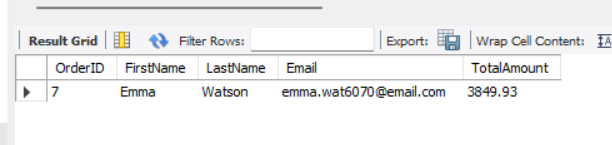 Result Grid Filter Rows: Export: Wrap Cell Content:
OrderID FirstName LastName Email TotalAmount
7 Emma Watson emma.wat6070@email.com 3849.93